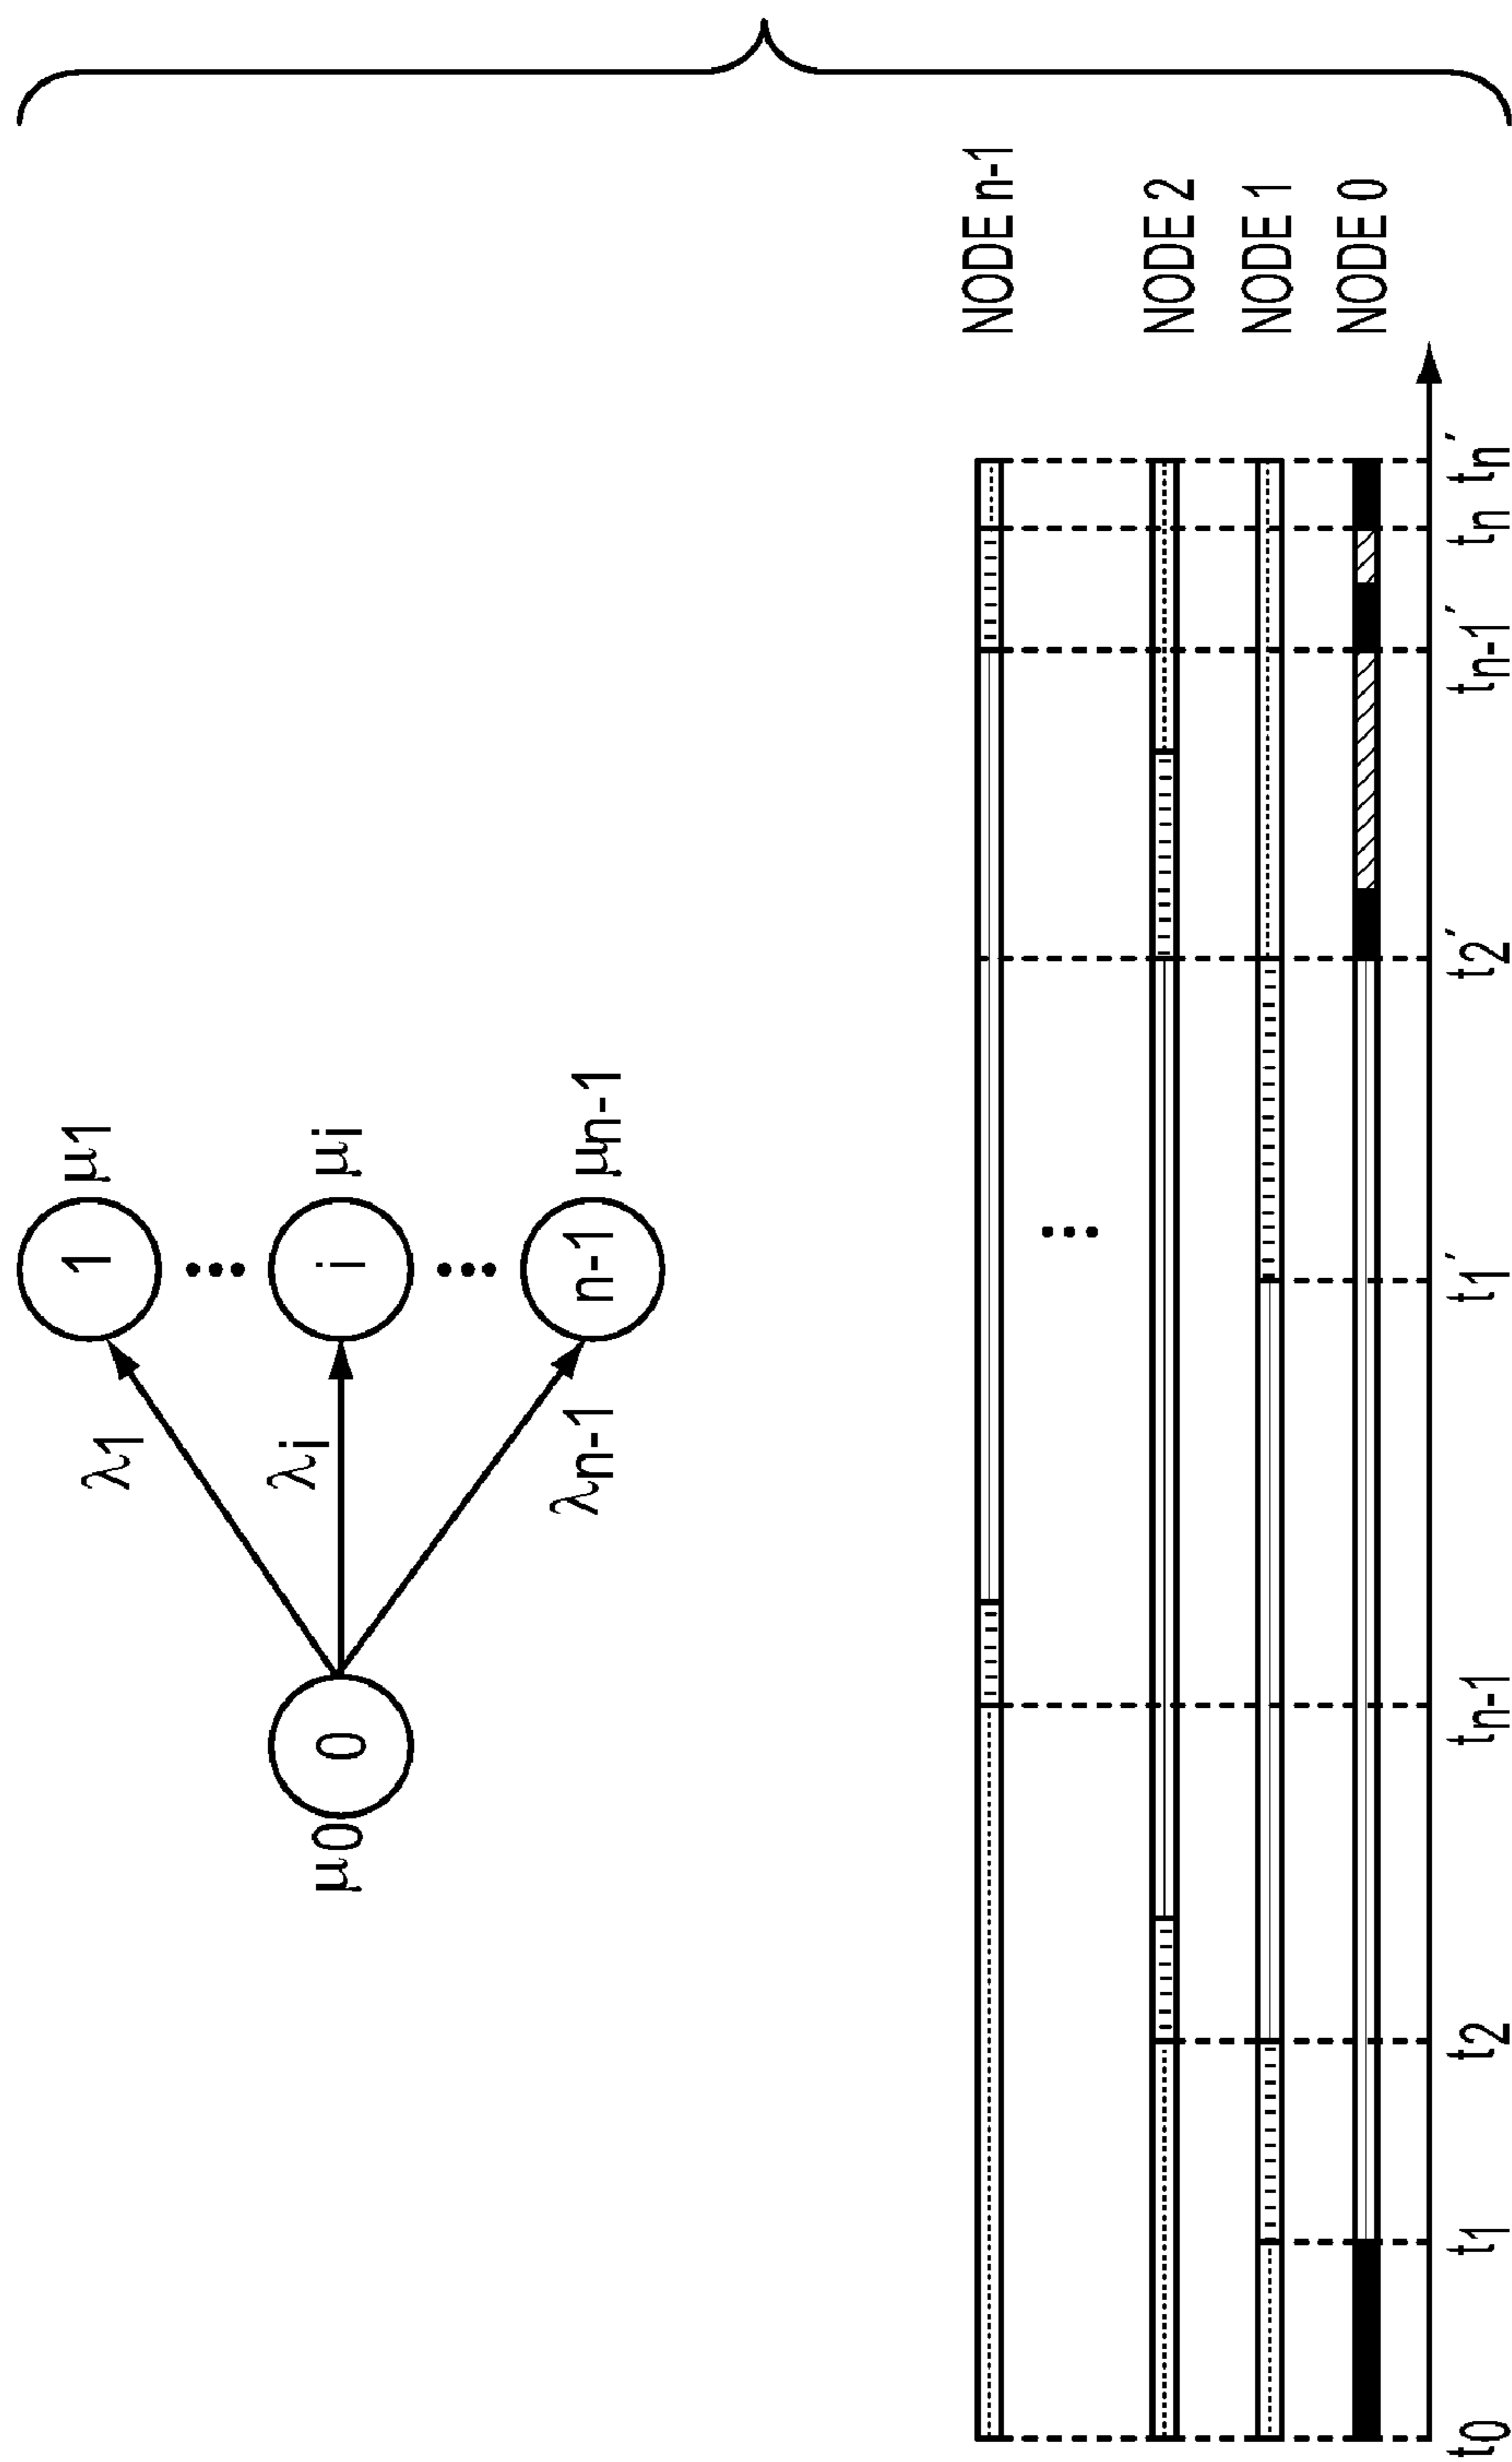 1 μ1
λ1
μ0 0 λi i μi
λn-1 n-1 μn-1
NODE n-1
NODE 2
NODE 1
NODE 0
t0 t1 t2 tn-1 t1′ t2′ tn-1′ tn tn′